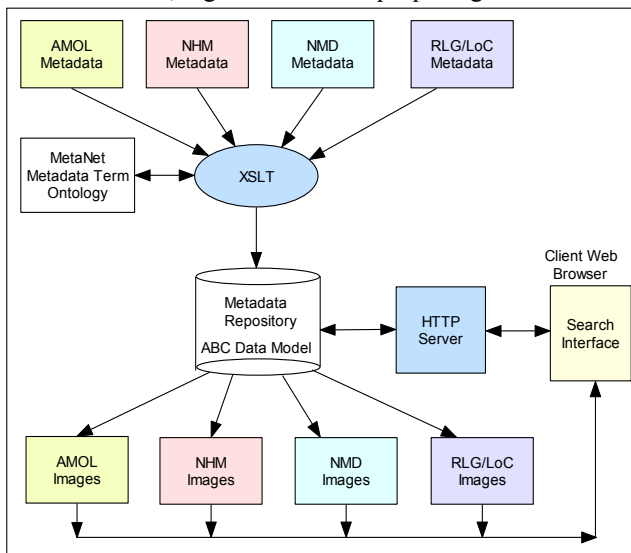 AMOL
Metadata
NHM
Metadata
NMD
Metadata
RLG/LoC
Metadata
MetaNet
Metadata Term
Ontology
XSLT
Client Web
Browser
Metadata
Repository
ABC Data Model
HTTP
Server
Search
Interface
AMOL
Images
NHM
Images
NMD
Images
RLG/LoC
Images